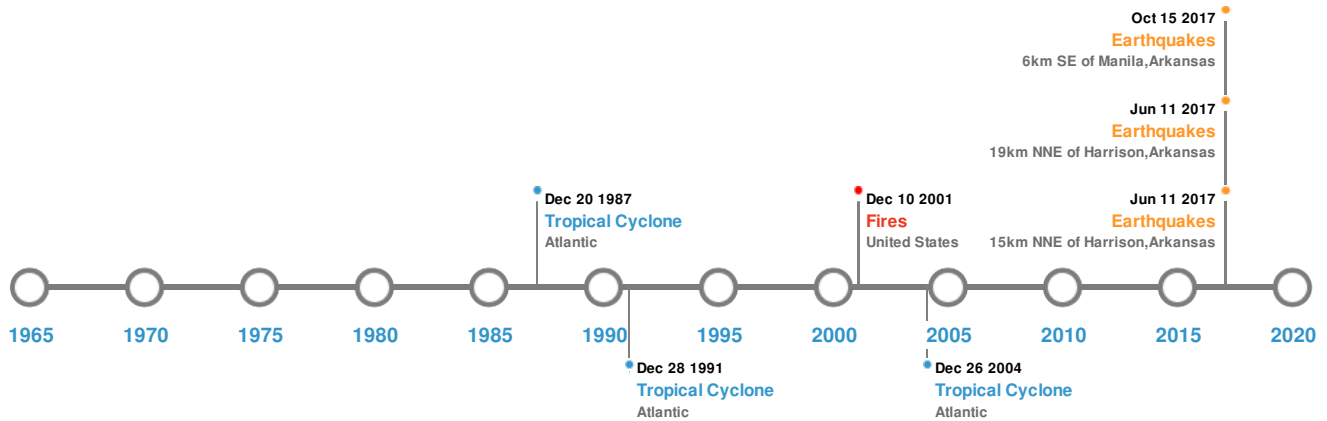 Oct 15 2017
Earthquakes
6km SE of Manila,Arkansas
Jun 11 2017
Earthquakes
19km NNE of Harrison,Arkansas
Dec 20 1987
Tropical Cyclone
Atlantic
Dec 10 2001
Fires
United States
Jun 11 2017
Earthquakes
15km NNE of Harrison,Arkansas
1965 1970 1975 1980 1985 1990 1995 2000 2005 2010 2015 2020
Dec 28 1991
Tropical Cyclone
Atlantic
Dec 26 2004
Tropical Cyclone
Atlantic